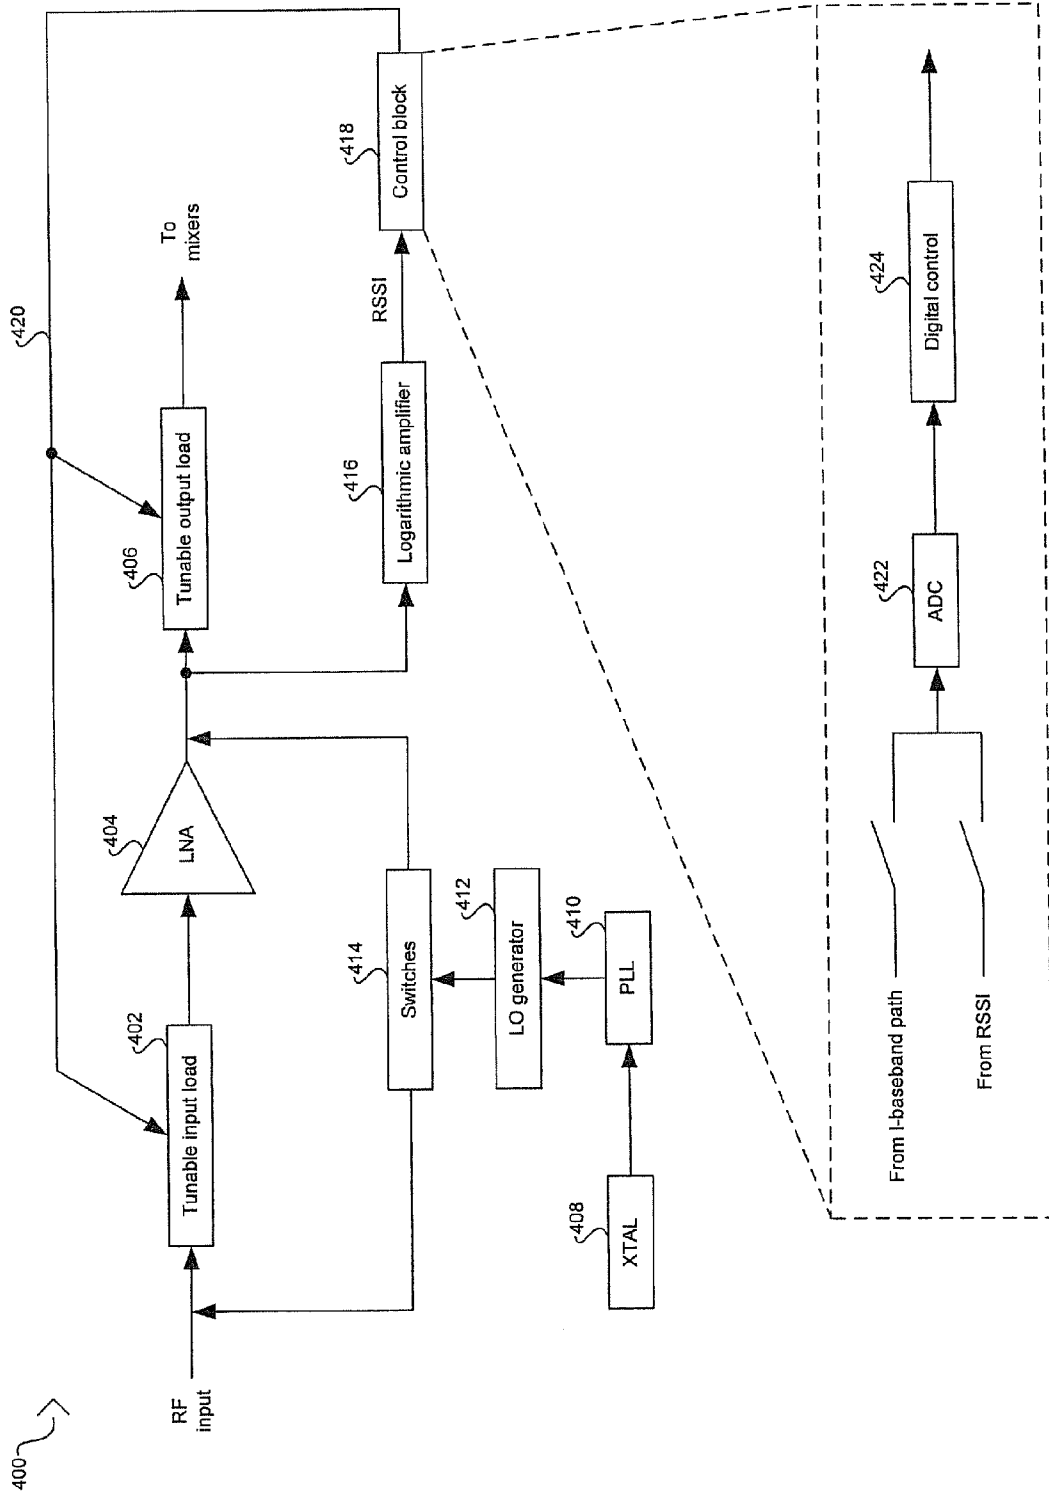 400
420
RF
input
402
Tunable input load
404
LNA
406
Tunable output load
To
mixers
414
Switches
416
Logarithmic amplifier
RSSI
418
Control block
412
LO generator
410
PLL
408
XTAL
From I-baseband path
From RSSI
422
ADC
424
Digital control